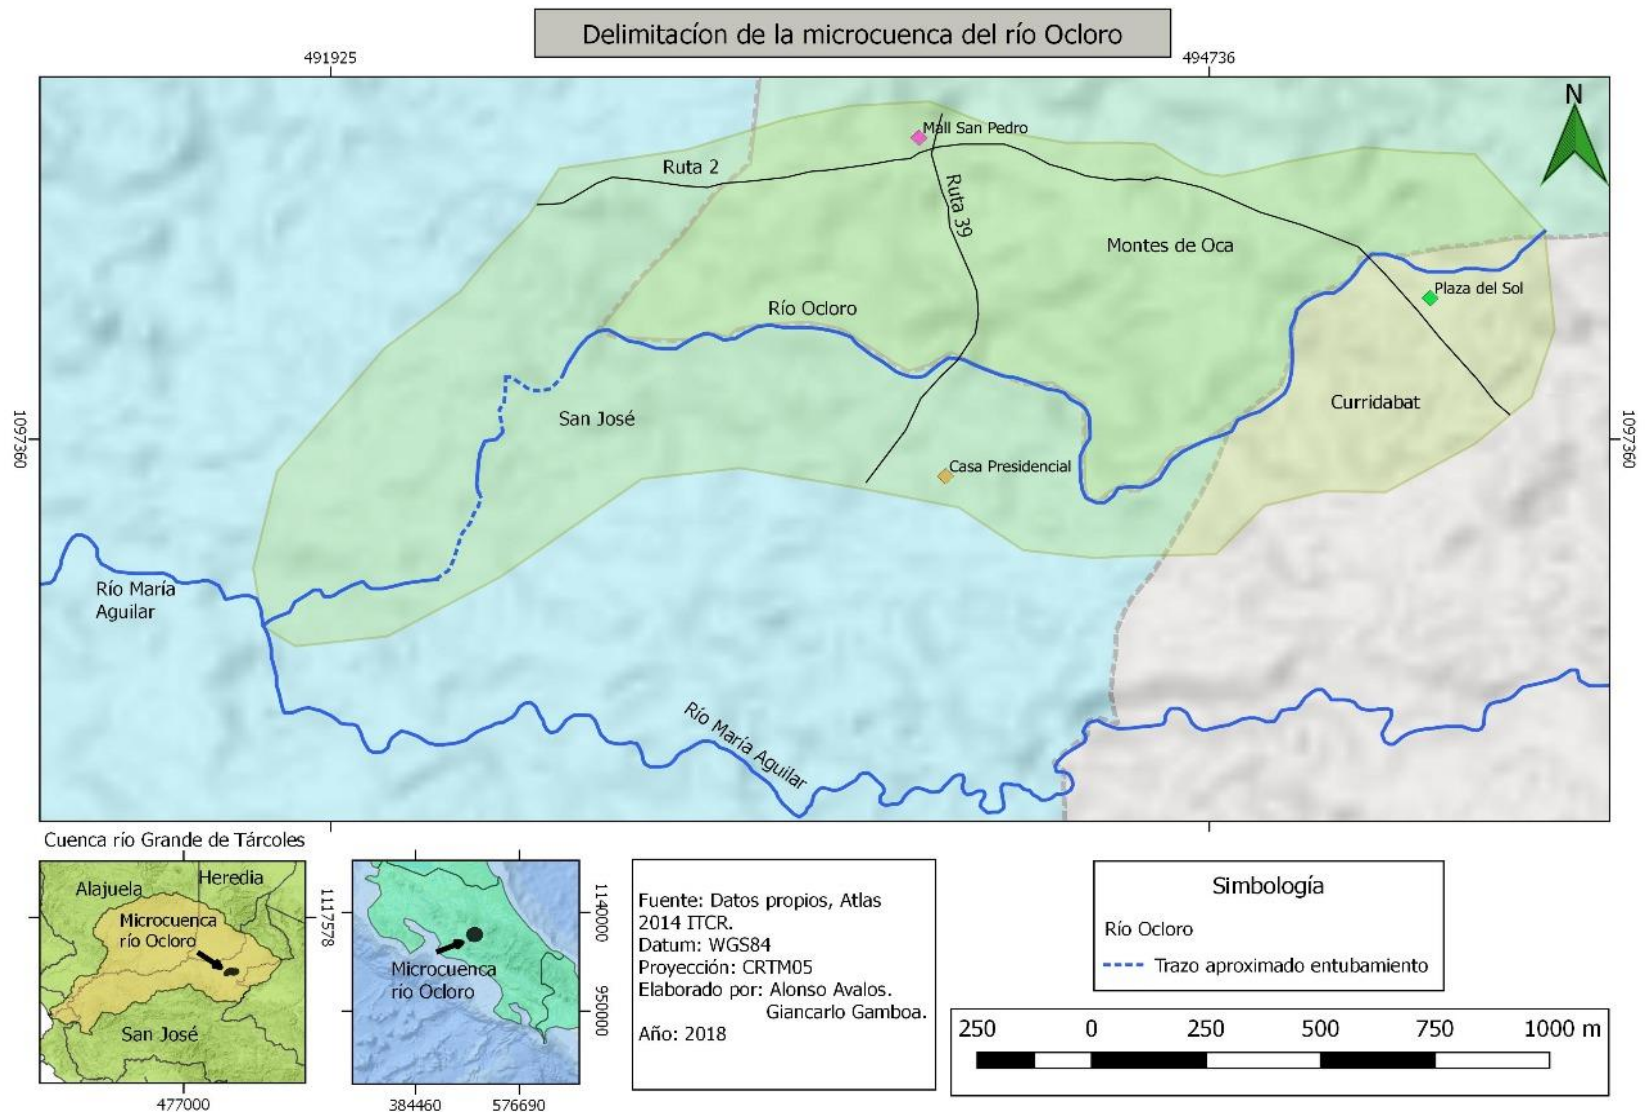 Delimitacíon de la microcuenca del río Ocloro
491925
494736
N
Mall San Pedro
Ruta 2
Ruta 39
Montes de Oca
Plaza del Sol
Río Ocloro
Curridabat
San José
1097360
1097360
Casa Presidencial
Río María
Aguilar
Río María Aguilar
Cuenca río Grande de Tárcoles
Alajuela
Heredia
Microcuenca
río Ocloro
San José
1117578
477000
Microcuenca
río Ocloro
1140000
950000
384460
576690
Fuente: Datos propios, Atlas
2014 ITCR.
Datum: WGS84
Proyección: CRTM05
Elaborado por: Alonso Avalos.
Giancarlo Gamboa.
Año: 2018
Simbología
Río Ocloro
Trazo aproximado entubamiento
250 0 250 500 750 1000 m